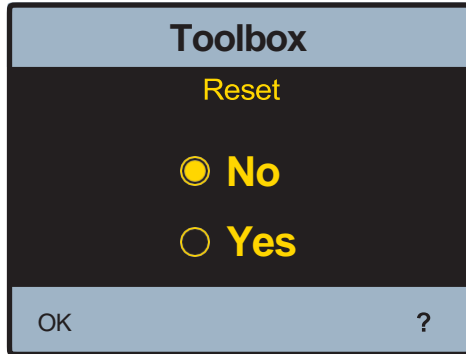 Toolbox
Reset
No
Yes
OK ?